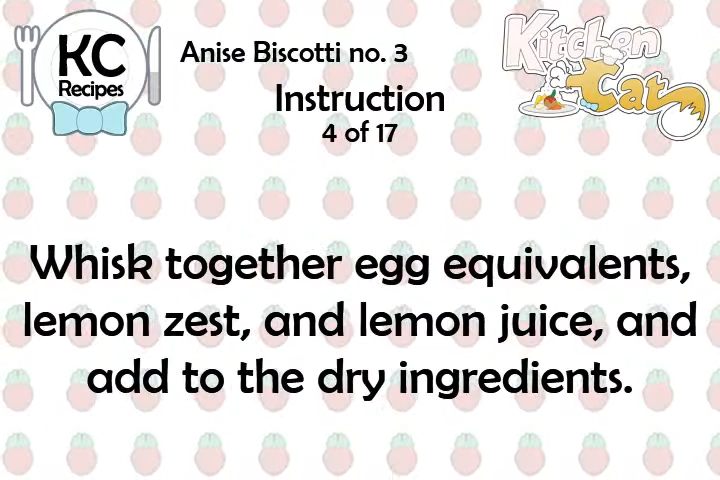 KC
Recipes
Anise Biscotti no. 3
Instruction
4 of 17
Kitchen
Cat
Whisk together egg equivalents,
lemon zest, and lemon juice, and
add to the dry ingredients.